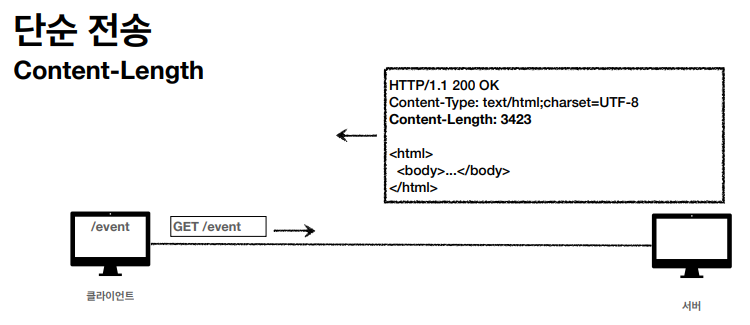 단순 전송
Content-Length
HTTP/1.1 200 OK
Content-Type: text/html;charset=UTF-8
Content-Length: 3423
<html>
<body>...</body>
</html>
/event
GET /event
클라이언트
서버